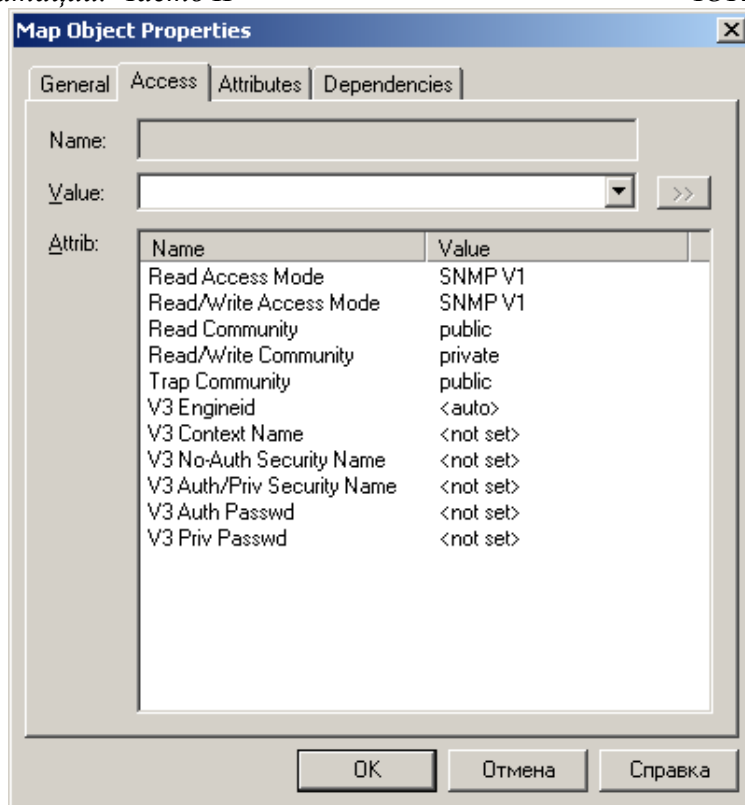 Map Object Properties
General Access Attributes Dependencies
Name:
Value: >>
Attrib: Name Value
Read Access Mode SNMP V1
Read/Write Access Mode SNMP V1
Read Community public
Read/Write Community private
Trap Community public
V3 Engineid <auto>
V3 Context Name <not set>
V3 No-Auth Security Name <not set>
V3 Auth/Priv Security Name <not set>
V3 Auth Passwd <not set>
V3 Priv Passwd <not set>
OK Отмена Справка